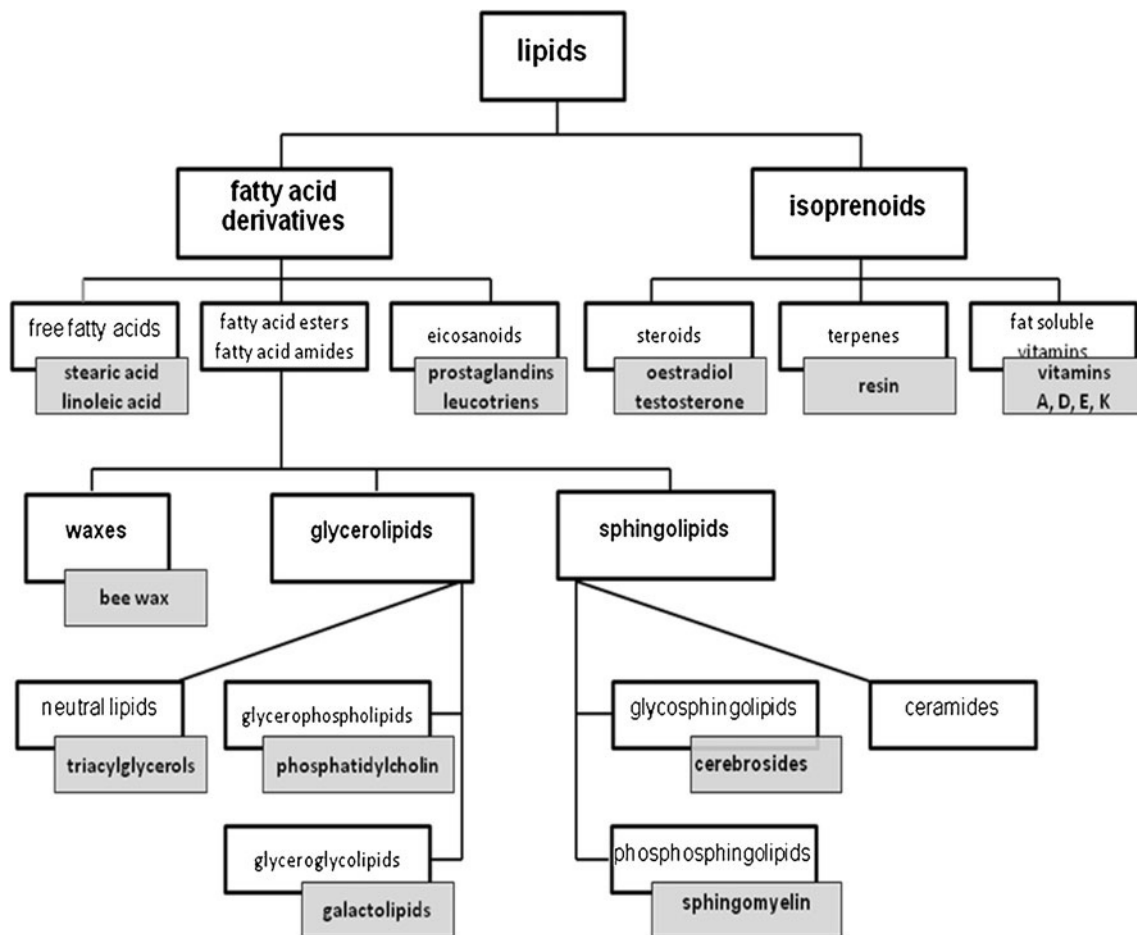 lipids
fatty acid
derivatives
isoprenoids
free fatty acids
stearic acid
linoleic acid
fatty acid esters
fatty acid amides
eicosanoids
prostaglandins
leucotriens
steroids
oestradiol
testosterone
terpenes
resin
fat soluble
vitamins
vitamins
A, D, E, K
waxes
bee wax
glycerolipids
sphingolipids
neutral lipids
triacylglycerols
glycerophospholipids
phosphatidylcholin
glycosphingolipids
cerebrosides
ceramides
glyceroglycolipids
galactolipids
phosphosphingolipids
sphingomyelin